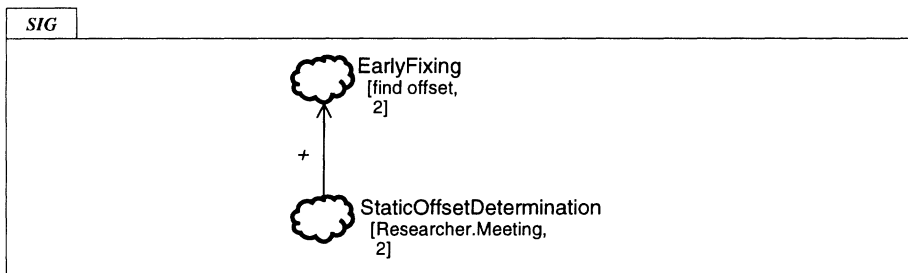 SIG
EarlyFixing
[find offset,
2]
+
StaticOffsetDetermination
[Researcher.Meeting,
2]